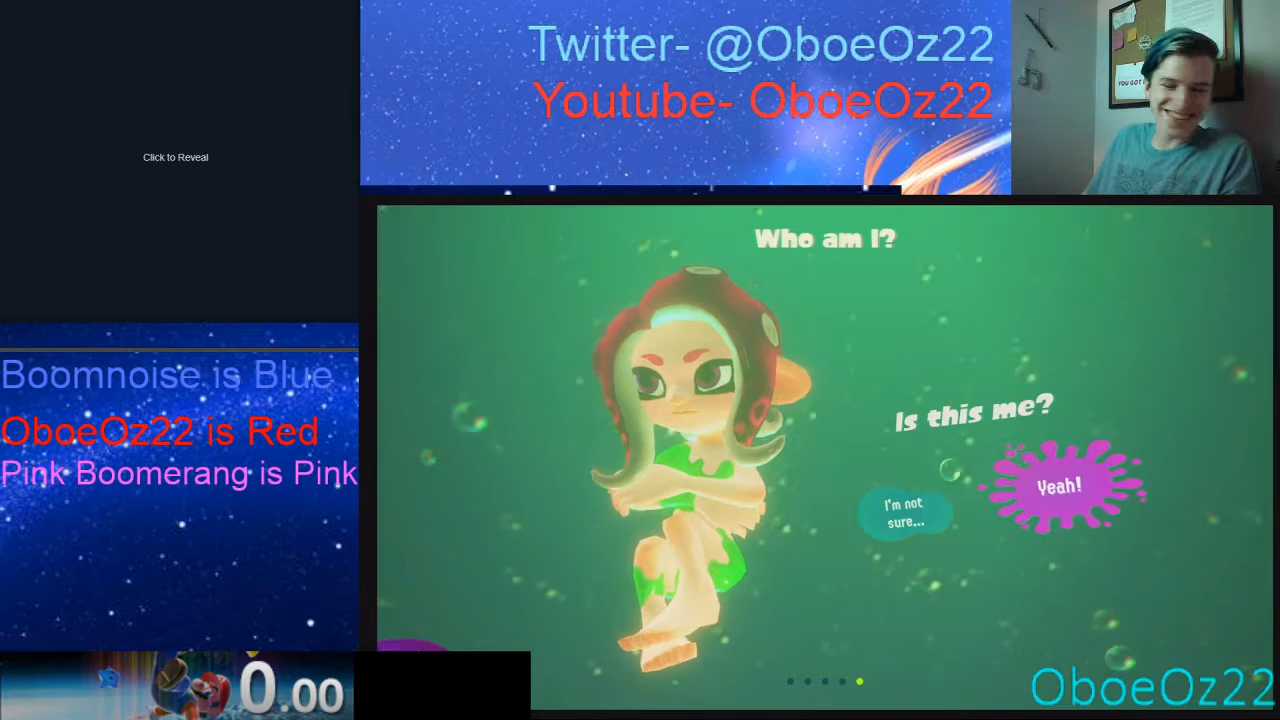 Twitter- @OboeOz22
Youtube- OboeOz22
Click to Reveal
Who am I?
Boomnoise is Blue
OboeOz22 is Red
Pink Boomerang is Pink
Is this me?
Yeah!
I'm not
sure...
0.00
OboeOz22